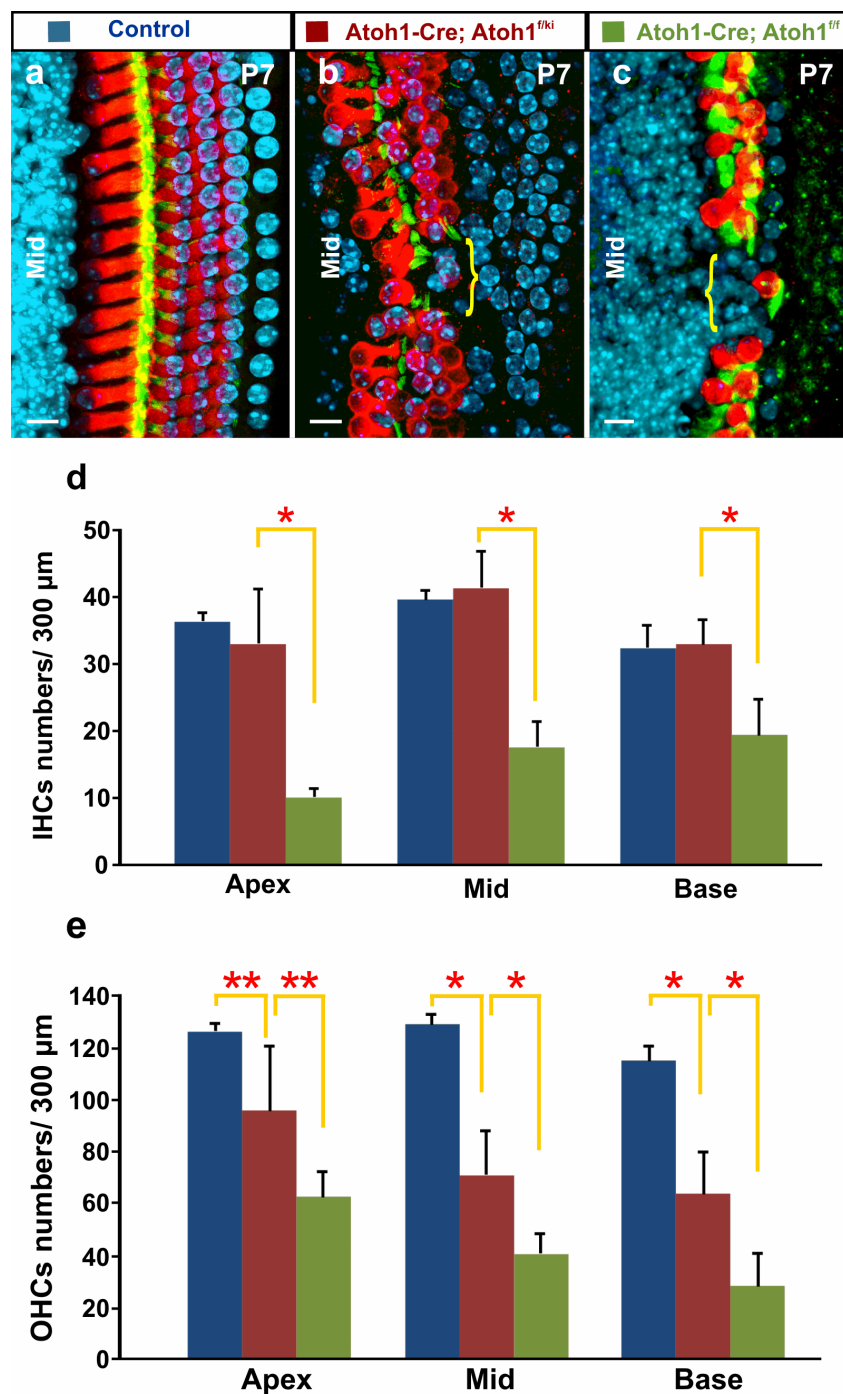 Control Atoh1-Cre; Atoh1f/ki Atoh1-Cre; Atoh1f/f
a P7 b P7 c P7
Mid Mid Mid
d
IHCs numbers/ 300 µm
50
40
30
20
10
0
* * *
Apex Mid Base
e
OHCs numbers/ 300 µm
140
120
100
80
60
40
20
0
** ** * * * *
Apex Mid Base